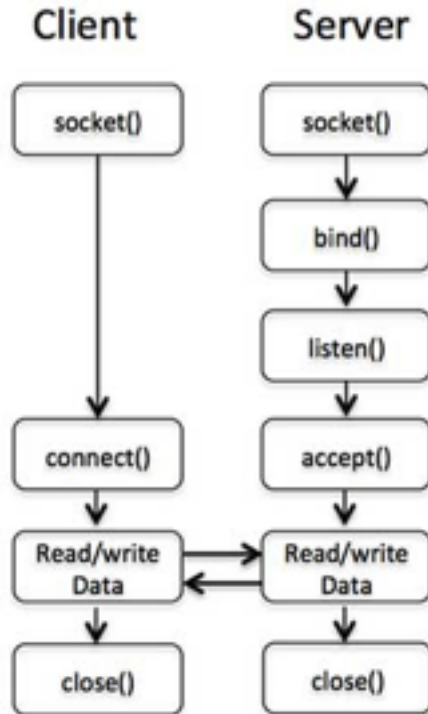 Client Server
socket() socket()
bind()
listen()
connect() accept()
Read/write Read/write
Data Data
close() close()